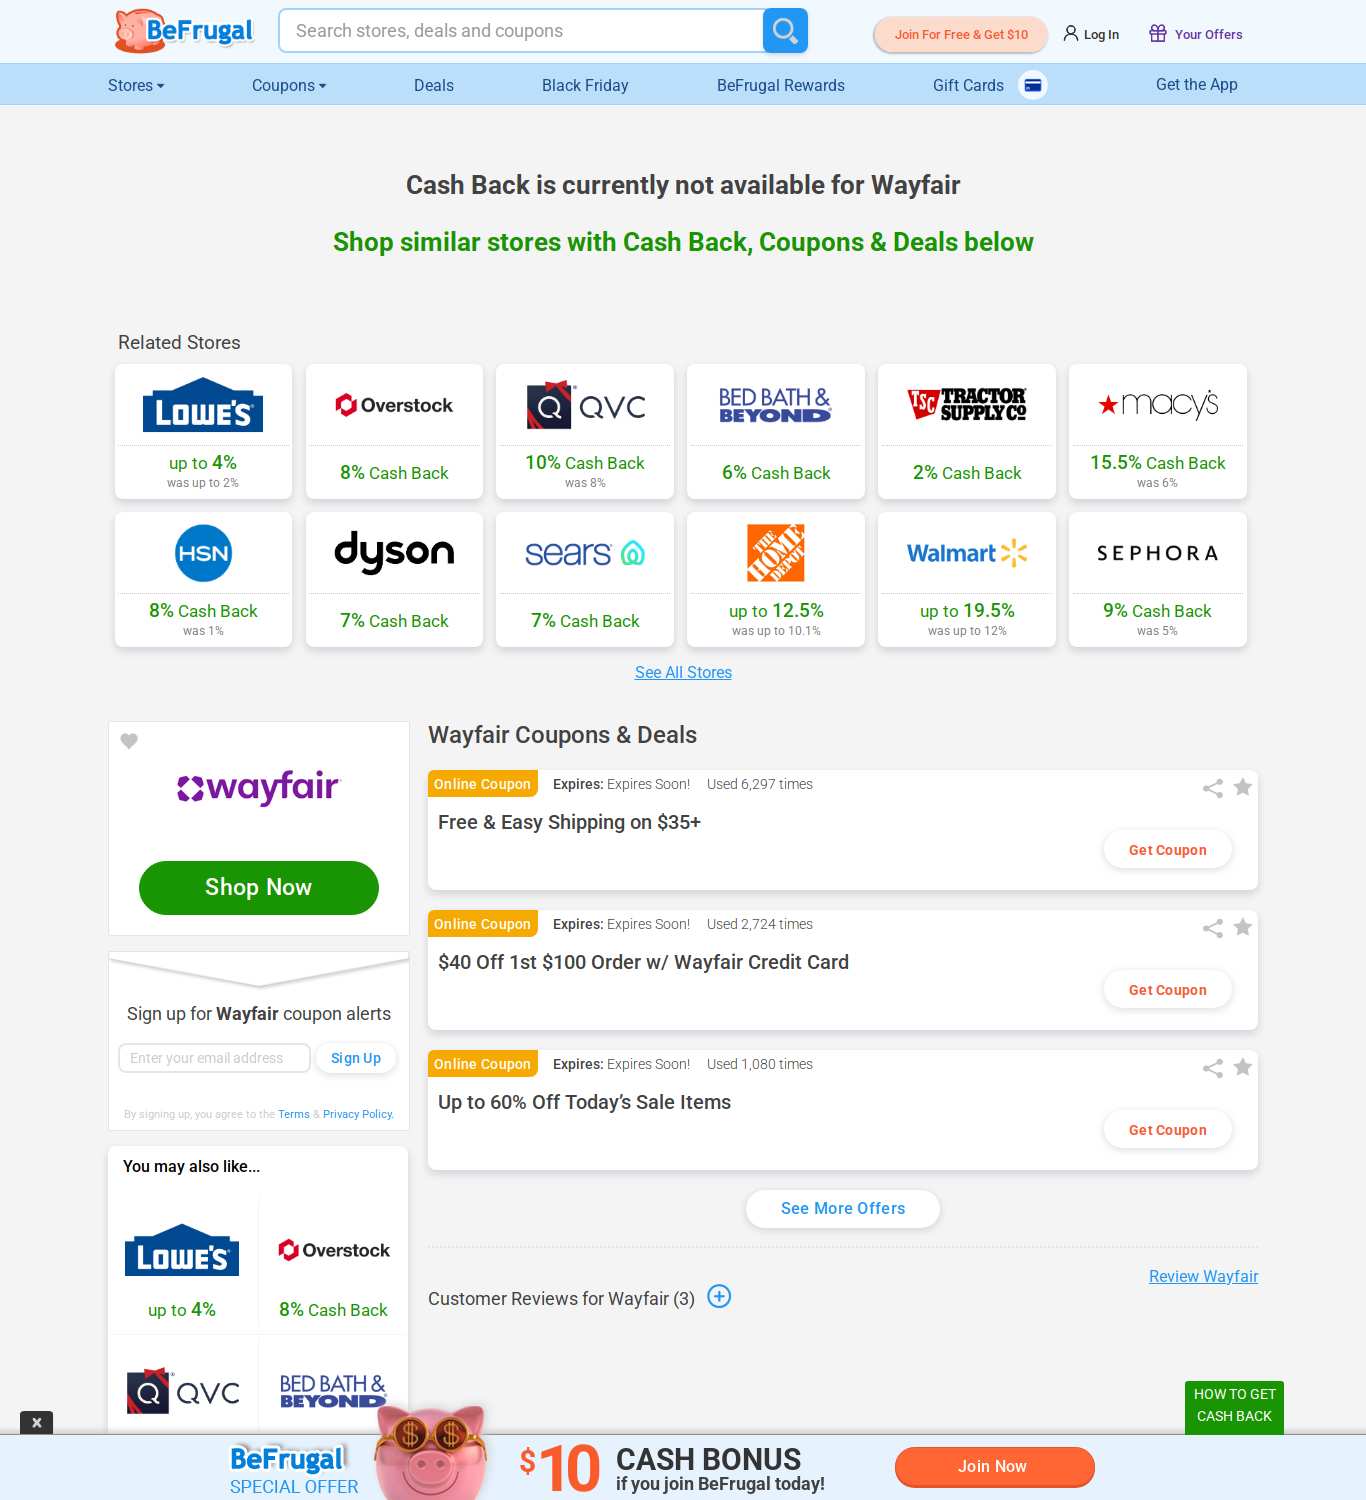 BeFrugal
Search stores, deals and coupons
Join For Free & Get $10
Log In
Your Offers
Stores
Coupons
Deals
Black Friday
BeFrugal Rewards
Gift Cards
Get the App
Cash Back is currently not available for Wayfair
Shop similar stores with Cash Back, Coupons & Deals below
Related Stores
LOWE'S
Overstock
Q QVC
BED BATH & BEYOND
TSC TRACTOR SUPPLY CO
macy's
up to 4%
was up to 2%
8% Cash Back
10% Cash Back
was 8%
6% Cash Back
2% Cash Back
15.5% Cash Back
was 6%
HSN
dyson
sears
THE HOME DEPOT
Walmart
SEPHORA
8% Cash Back
was 1%
7% Cash Back
7% Cash Back
up to 12.5%
was up to 10.1%
up to 19.5%
was up to 12%
9% Cash Back
was 5%
See All Stores
wayfair
Shop Now
Sign up for Wayfair coupon alerts
Enter your email address
Sign Up
By signing up, you agree to the Terms & Privacy Policy.
You may also like...
LOWE'S
Overstock
up to 4%
8% Cash Back
Q QVC
BED BATH & BEYOND
Wayfair Coupons & Deals
Online Coupon
Expires: Expires Soon!
Used 6,297 times
Free & Easy Shipping on $35+
Get Coupon
Online Coupon
Expires: Expires Soon!
Used 2,724 times
$40 Off 1st $100 Order w/ Wayfair Credit Card
Get Coupon
Online Coupon
Expires: Expires Soon!
Used 1,080 times
Up to 60% Off Today’s Sale Items
Get Coupon
See More Offers
Review Wayfair
Customer Reviews for Wayfair (3)
HOW TO GET
CASH BACK
x
BeFrugal
SPECIAL OFFER
$ $
$10
CASH BONUS
if you join BeFrugal today!
Join Now